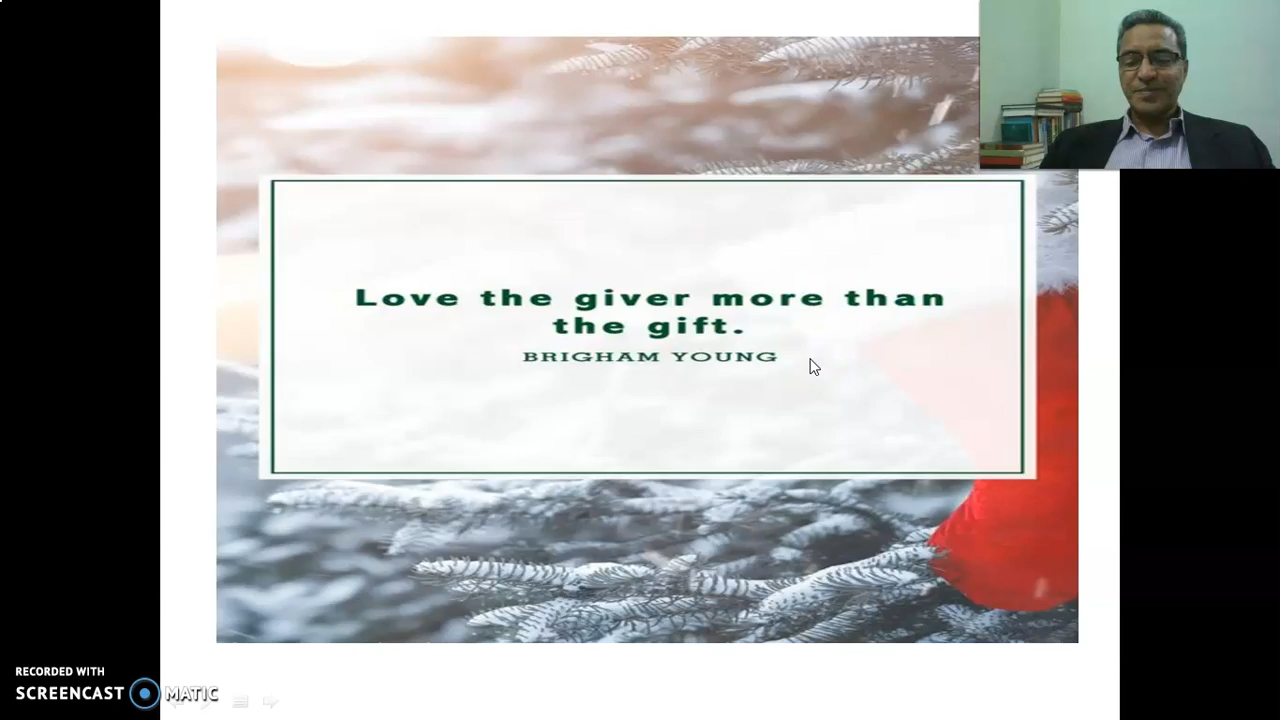 Love the giver more than
the gift.
BRIGHAM YOUNG
RECORDED WITH
SCREENCAST MATIC